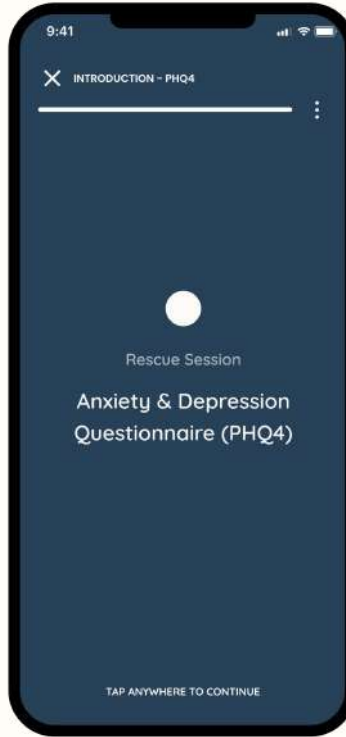 9:41
INTRODUCTION - PHQ4
Rescue Session
Anxiety & Depression
Questionnaire (PHQ4)
TAP ANYWHERE TO CONTINUE